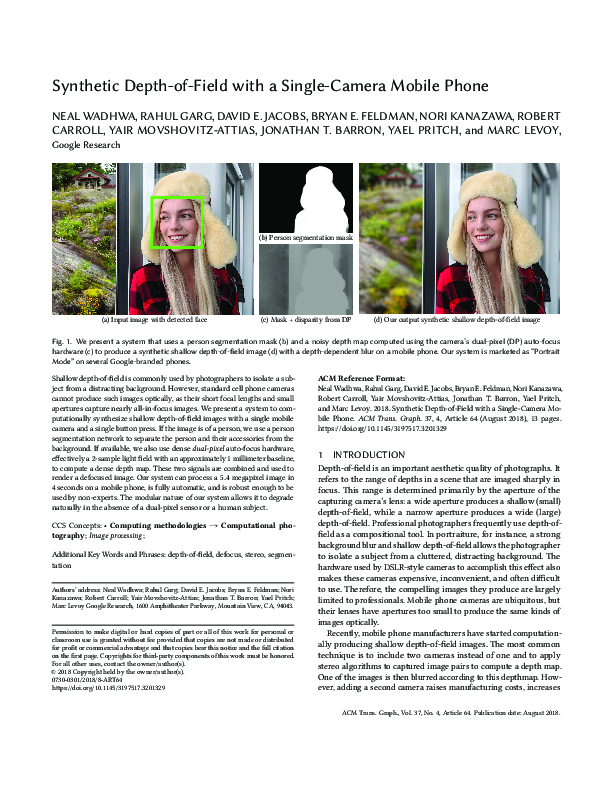 Synthetic Depth-of-Field with a Single-Camera Mobile Phone
NEAL WADHWA, RAHUL GARG, DAVID E. JACOBS, BRYAN E. FELDMAN, NORI KANAZAWA, ROBERT
CARROLL, YAIR MOVSHOVITZ-ATTIAS, JONATHAN T. BARRON, YAEL PRITCH, and MARC LEVOY,
Google Research
(a) Input image with detected face
(b) Person segmentation mask
(c) Mask + disparity from DP
(d) Our output synthetic shallow depth-of-field image
Fig. 1. We present a system that uses a person segmentation mask (b) and a noisy depth map computed using the camera's dual-pixel (DP) auto-focus
hardware (c) to produce a synthetic shallow depth-of-field image (d) with a depth-dependent blur on a mobile phone. Our system is marketed as "Portrait
Mode" on several Google-branded phones.
Shallow depth-of-field is commonly used by photographers to isolate a sub-
ject from a distracting background. However, standard cell phone cameras
cannot produce such images optically, as their short focal lengths and small
apertures capture nearly all-in-focus images. We present a system to com-
putationally synthesize shallow depth-of-field images with a single mobile
camera and a single button press. If the image is of a person, we use a person
segmentation network to separate the person and their accessories from the
background. If available, we also use dense dual-pixel auto-focus hardware,
effectively a 2-sample light field with an approximately 1 millimeter baseline,
to compute a dense depth map. These two signals are combined and used to
render a defocused image. Our system can process a 5.4 megapixel image in
4 seconds on a mobile phone, is fully automatic, and is robust enough to be
used by non-experts. The modular nature of our system allows it to degrade
naturally in the absence of a dual-pixel sensor or a human subject.
CCS Concepts: • Computing methodologies → Computational pho-
tography; Image processing;
Additional Key Words and Phrases: depth-of-field, defocus, stereo, segmen-
tation
Authors' address: Neal Wadhwa; Rahul Garg; David E. Jacobs; Bryan E. Feldman; Nori
Kanazawa; Robert Carroll; Yair Movshovitz-Attias; Jonathan T. Barron; Yael Pritch;
Marc Levoy Google Research, 1600 Amphitheater Parkway, Mountain View, CA, 94043.
Permission to make digital or hard copies of part or all of this work for personal or
classroom use is granted without fee provided that copies are not made or distributed
for profit or commercial advantage and that copies bear this notice and the full citation
on the first page. Copyrights for third-party components of this work must be honored.
For all other uses, contact the owner/author(s).
© 2018 Copyright held by the owner/author(s).
0730-0301/2018/8-ART64
https://doi.org/10.1145/3197517.3201329
ACM Reference Format:
Neal Wadhwa, Rahul Garg, David E. Jacobs, Bryan E. Feldman, Nori Kanazawa,
Robert Carroll, Yair Movshovitz-Attias, Jonathan T. Barron, Yael Pritch,
and Marc Levoy. 2018. Synthetic Depth-of-Field with a Single-Camera Mo-
bile Phone. ACM Trans. Graph. 37, 4, Article 64 (August 2018), 13 pages.
https://doi.org/10.1145/3197517.3201329
1 INTRODUCTION
Depth-of-field is an important aesthetic quality of photographs. It
refers to the range of depths in a scene that are imaged sharply in
focus. This range is determined primarily by the aperture of the
capturing camera's lens: a wide aperture produces a shallow (small)
depth-of-field, while a narrow aperture produces a wide (large)
depth-of-field. Professional photographers frequently use depth-of-
field as a compositional tool. In portraiture, for instance, a strong
background blur and shallow depth-of-field allows the photographer
to isolate a subject from a cluttered, distracting background. The
hardware used by DSLR-style cameras to accomplish this effect also
makes these cameras expensive, inconvenient, and often difficult
to use. Therefore, the compelling images they produce are largely
limited to professionals. Mobile phone cameras are ubiquitous, but
their lenses have apertures too small to produce the same kinds of
images optically.
Recently, mobile phone manufacturers have started computation-
ally producing shallow depth-of-field images. The most common
technique is to include two cameras instead of one and to apply
stereo algorithms to captured image pairs to compute a depth map.
One of the images is then blurred according to this depthmap. How-
ever, adding a second camera raises manufacturing costs, increases
ACM Trans. Graph., Vol. 37, No. 4, Article 64. Publication date: August 2018.